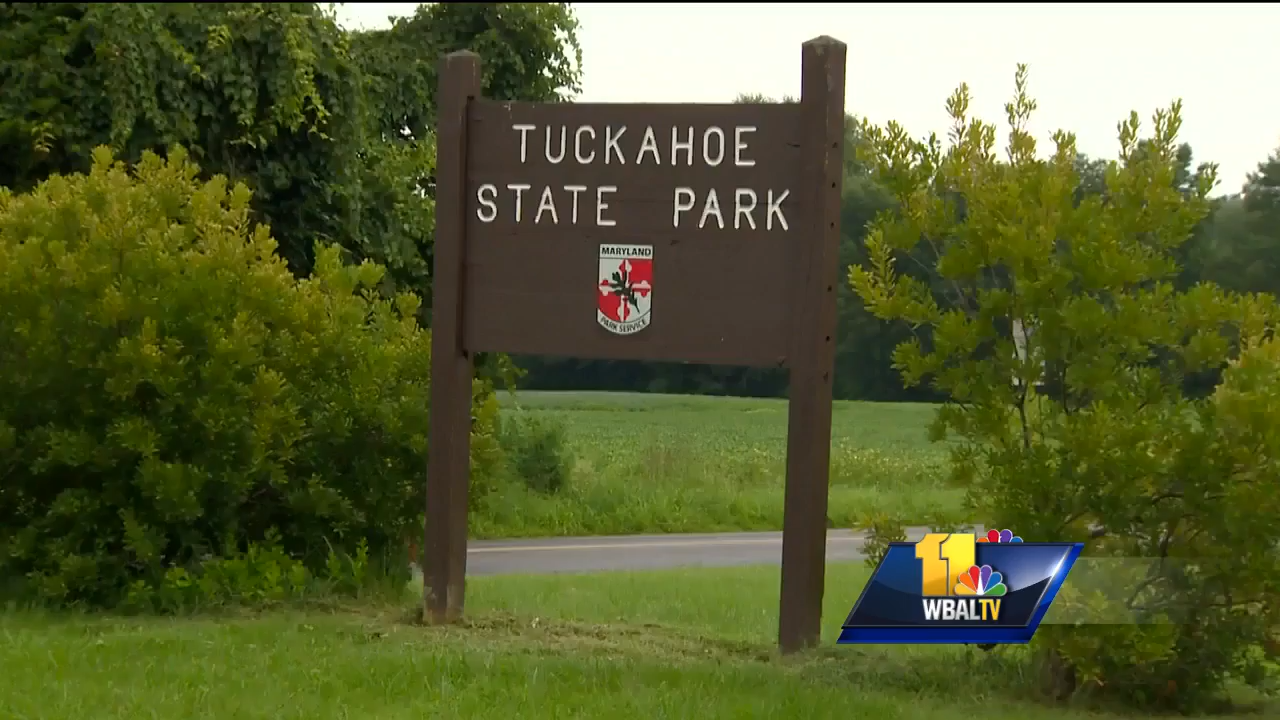 TUCKAHOE
STATE PARK
MARYLAND
PARK SERVICE
11
WBALTV